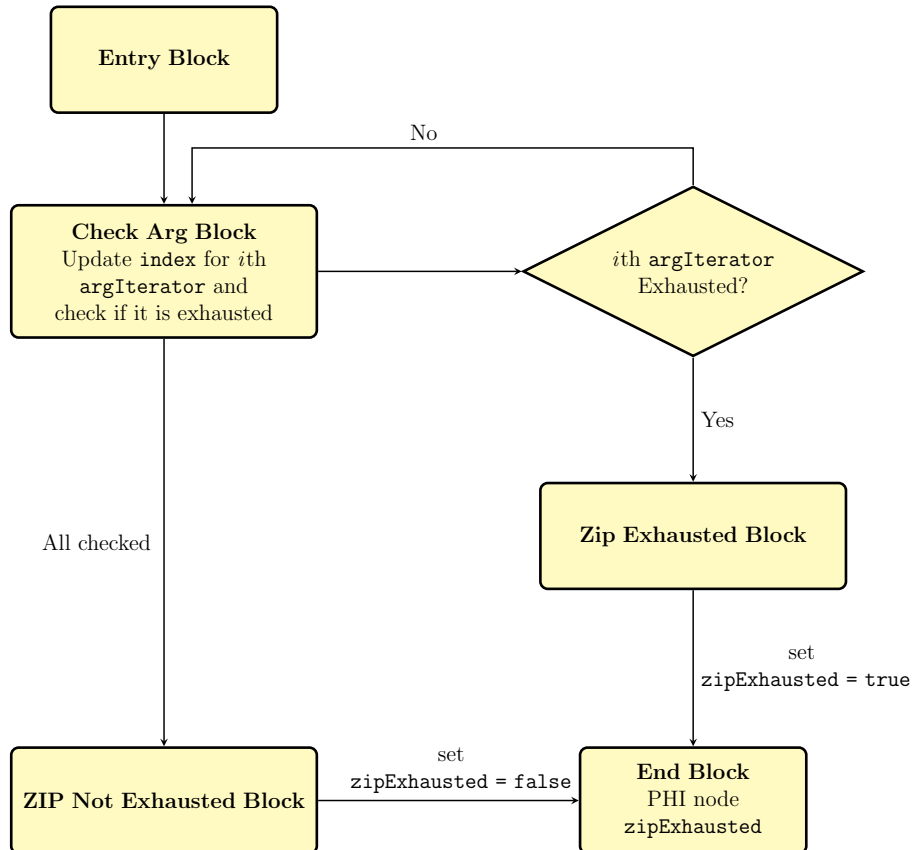 Entry Block
No
Check Arg Block
Update index for ith
argIterator and
check if it is exhausted
ith argIterator
Exhausted?
Yes
Zip Exhausted Block
All checked
set
zipExhausted = true
ZIP Not Exhausted Block
set
zipExhausted = false
End Block
PHI node
zipExhausted